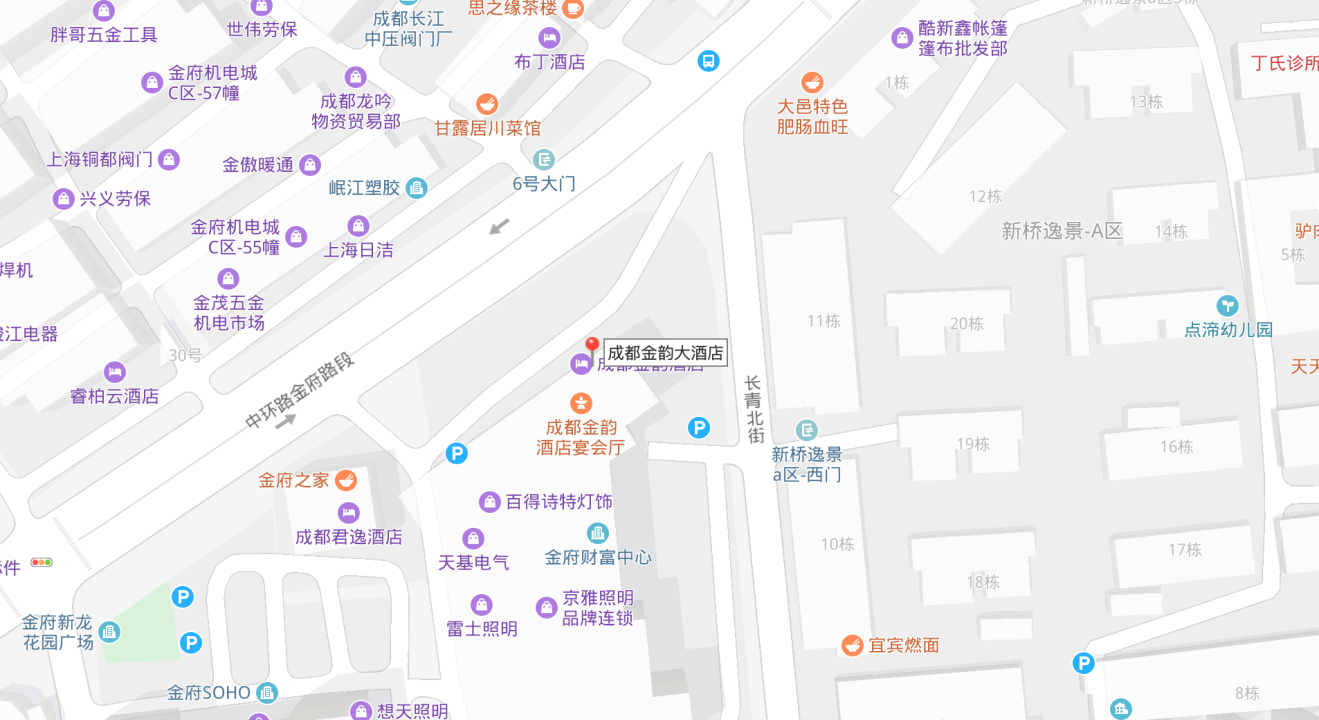 思之缘茶楼
成都长江
中压阀门厂
世伟劳保
胖哥五金工具
酷新鑫帐篷
篷布批发部
布丁酒店
丁氏诊所
金府机电城
C区-57幢
1栋
13栋
成都龙吟
物资贸易部
大邑特色
肥肠血旺
甘露居川菜馆
上海铜都阀门
金傲暖通
6号大门
岷江塑胶
兴义劳保
12栋
新桥逸景-A区
14栋
金府机电城
C区-55幢
上海日洁
5栋
焊机
金茂五金
机电市场
11栋
20栋
点渧幼儿园
江电器
30号
成都金韵大酒店
睿柏云酒店
中环路金府路段
长青北街
成都金韵
酒店宴会厅
新桥逸景
a区-西门
19栋
16栋
金府之家
成都君逸酒店
百得诗特灯饰
天基电气
金府财富中心
10栋
17栋
18栋
京雅照明
品牌连锁
雷士照明
金府新龙
花园广场
宜宾燃面
金府SOHO
想天照明
8栋
P
P
P
P
P